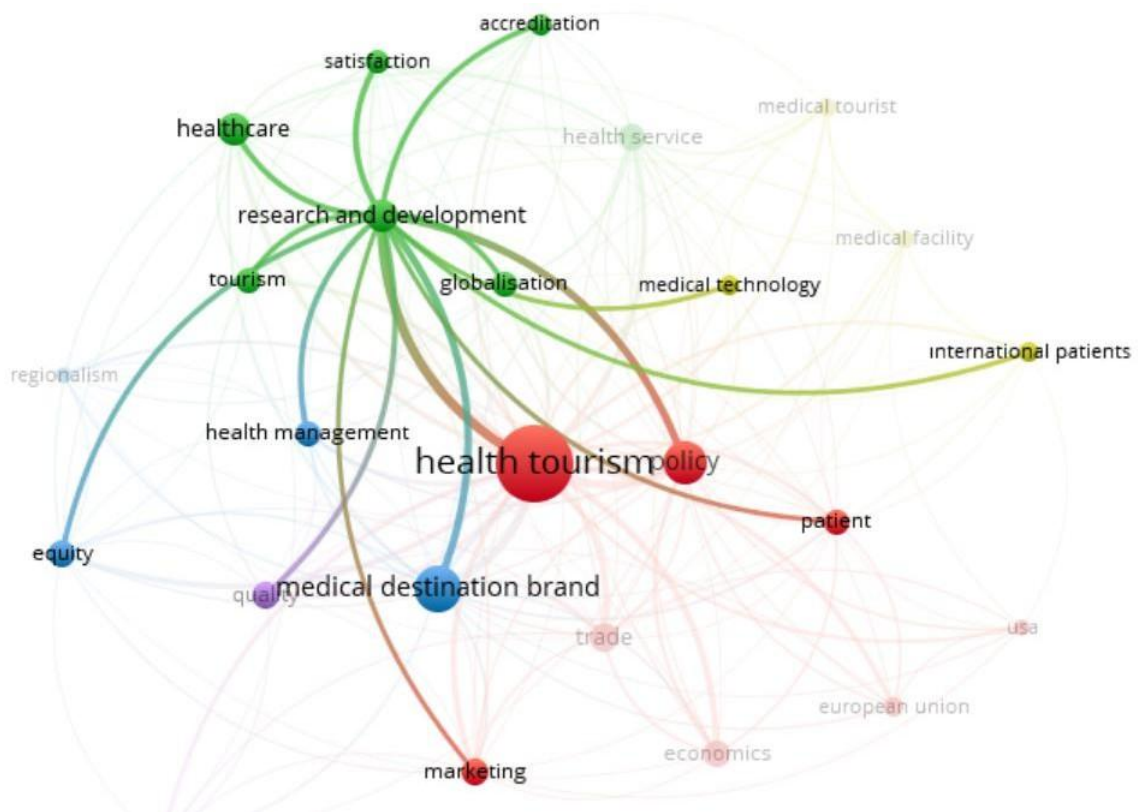 accreditation
satisfaction
medical tourist
healthcare
health service
research and development
medical facility
tourism
globalisation
medical technology
international patients
regionalism
health management
health tourism
policy
patient
equity
quality
medical destination brand
trade
usa
european union
economics
marketing